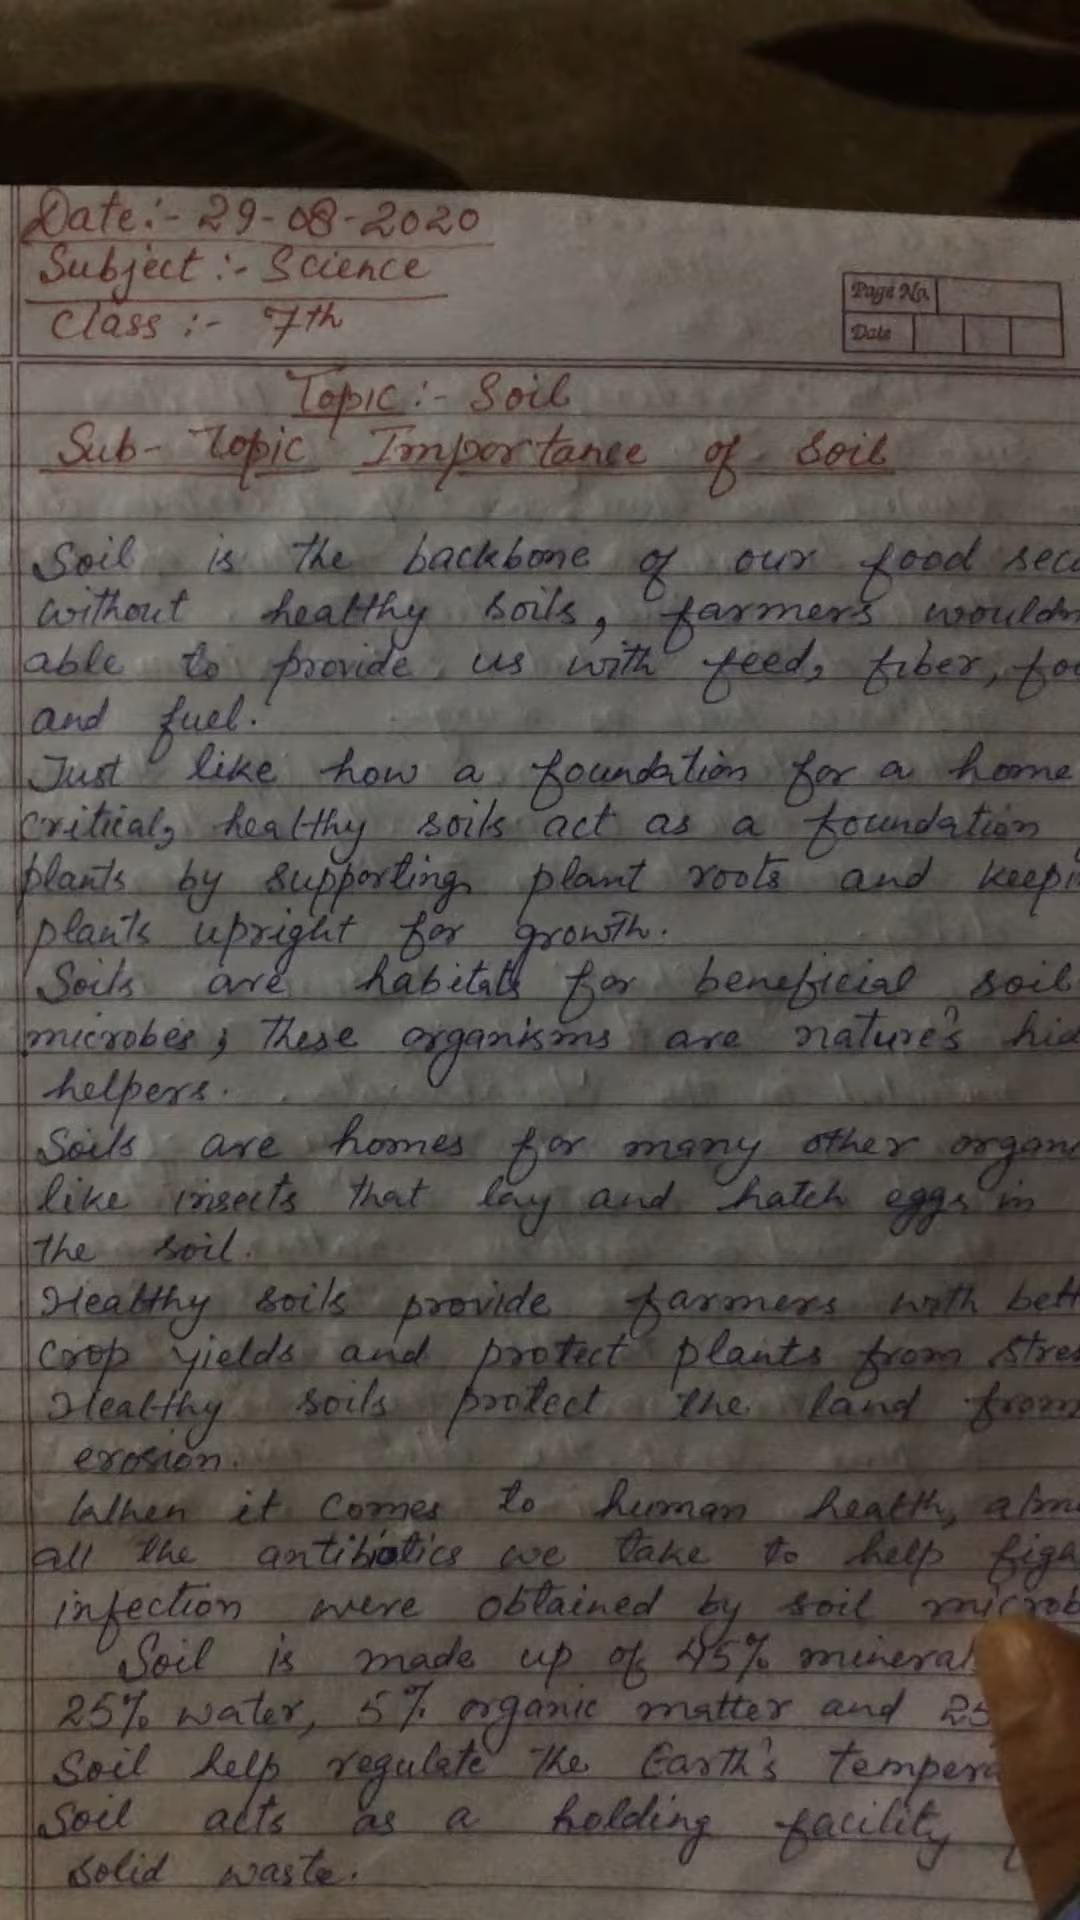 Date:- 29-08-2020
Subject:- Science
Class:- 7th
Page No.
Date
Topic:- Soil
Sub- Topic Importance of Soil
Soil is the backbone of our food
without healthy soils, farmers
able to provide us with feed, fiber,
and fuel.
Just like how a foundation for a home
critical, healthy soils act as a foundation
plants by supporting plant roots and
plants upright for growth.
Soils are habitats for beneficial soil
microbes, these organisms are nature's
helpers.
Soils are homes for many other
like insects that lay and hatch eggs in
the soil.
Healthy soils provide farmers with
Crop yields and protect plants from
Healthy soils protect the land from
erosion.
When it comes to human health,
all the antibiotics we take to help
infection were obtained by soil
Soil is made up of 45%
25% water, 5% organic matter and
Soil help regulate the Earth's
Soil acts as a holding facility
solid waste.